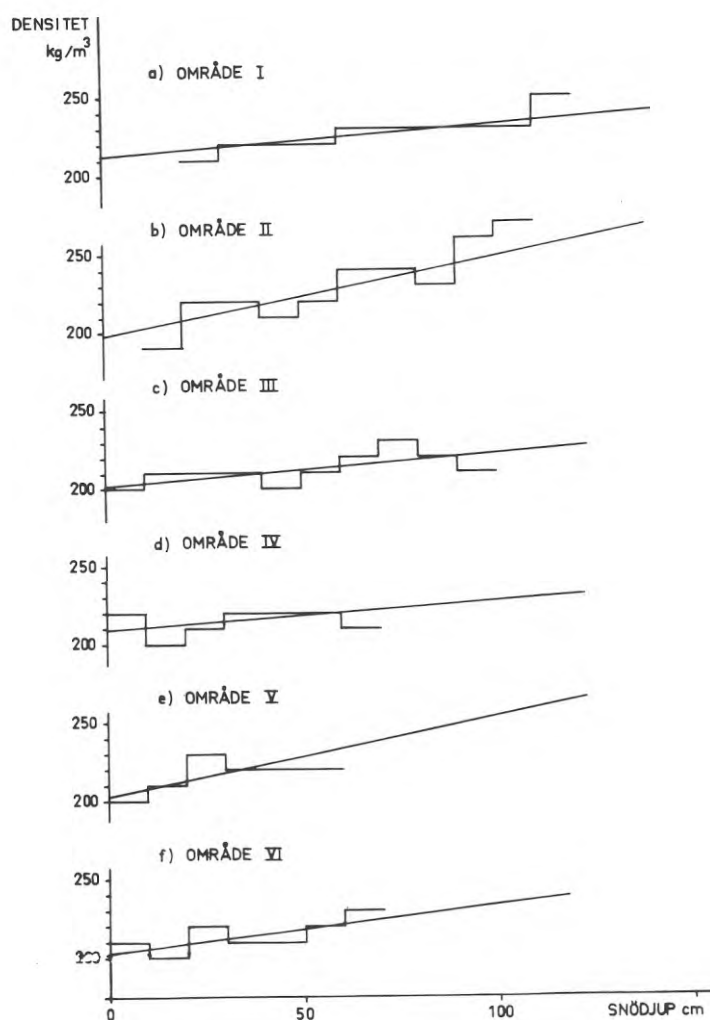 DENSITET
kg/m³
a) OMRÅDE I
250
200
b) OMRÅDE II
250
200
c) OMRÅDE III
250
200
d) OMRÅDE IV
250
200
e) OMRÅDE V
250
200
f) OMRÅDE VI
250
200
0
50
100
SNÖDJUP cm